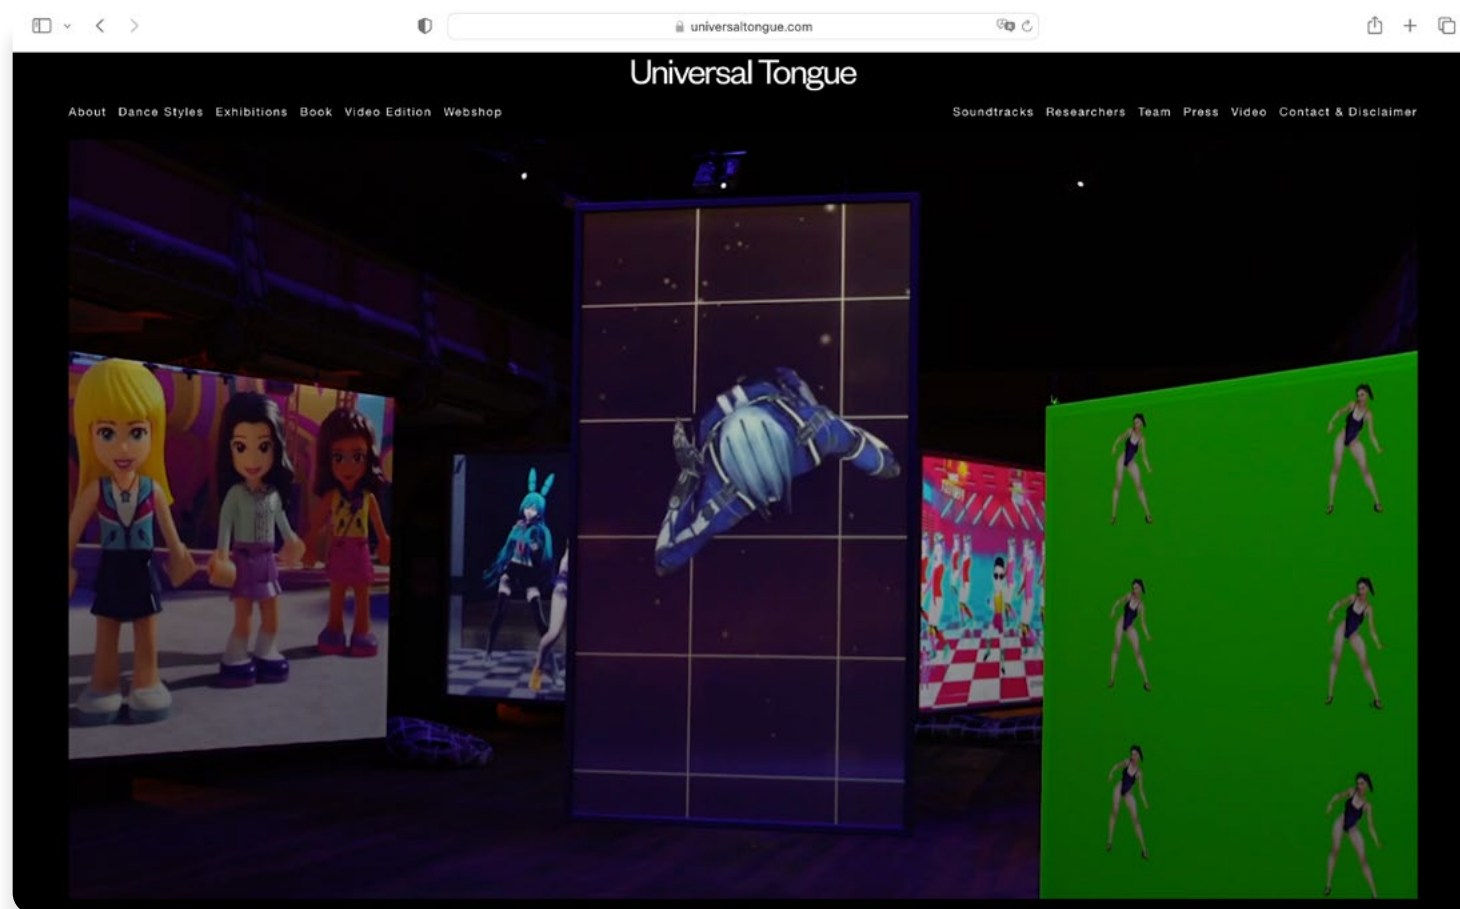 universaltongue.com
Universal Tongue
About Dance Styles Exhibitions Book Video Edition Webshop
Soundtracks Researchers Team Press Video Contact & Disclaimer